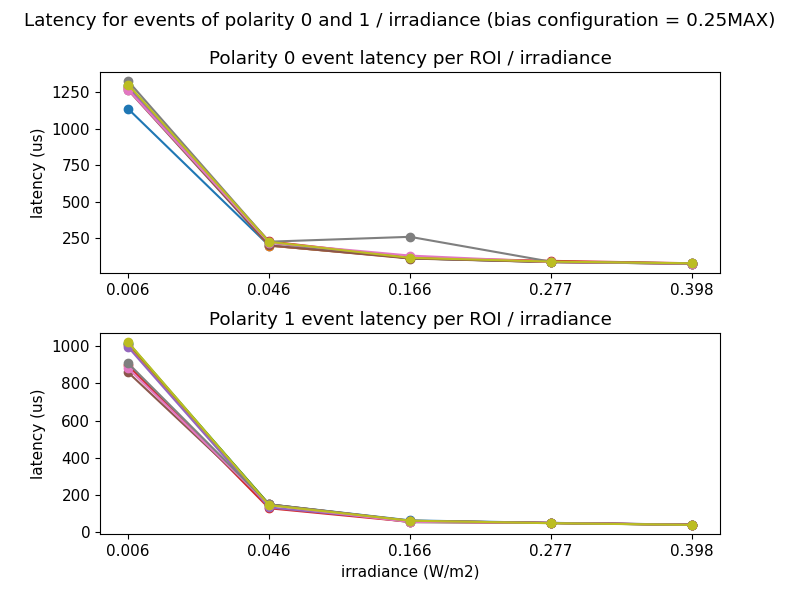 Latency for events of polarity 0 and 1 / irradiance (bias configuration = 0.25MAX)
Polarity 0 event latency per ROI / irradiance
1250
1000
750
500
250
latency (us)
0.006 0.046 0.166 0.277 0.398
Polarity 1 event latency per ROI / irradiance
1000
800
600
400
200
0
latency (us)
0.006 0.046 0.166 0.277 0.398
irradiance (W/m2)